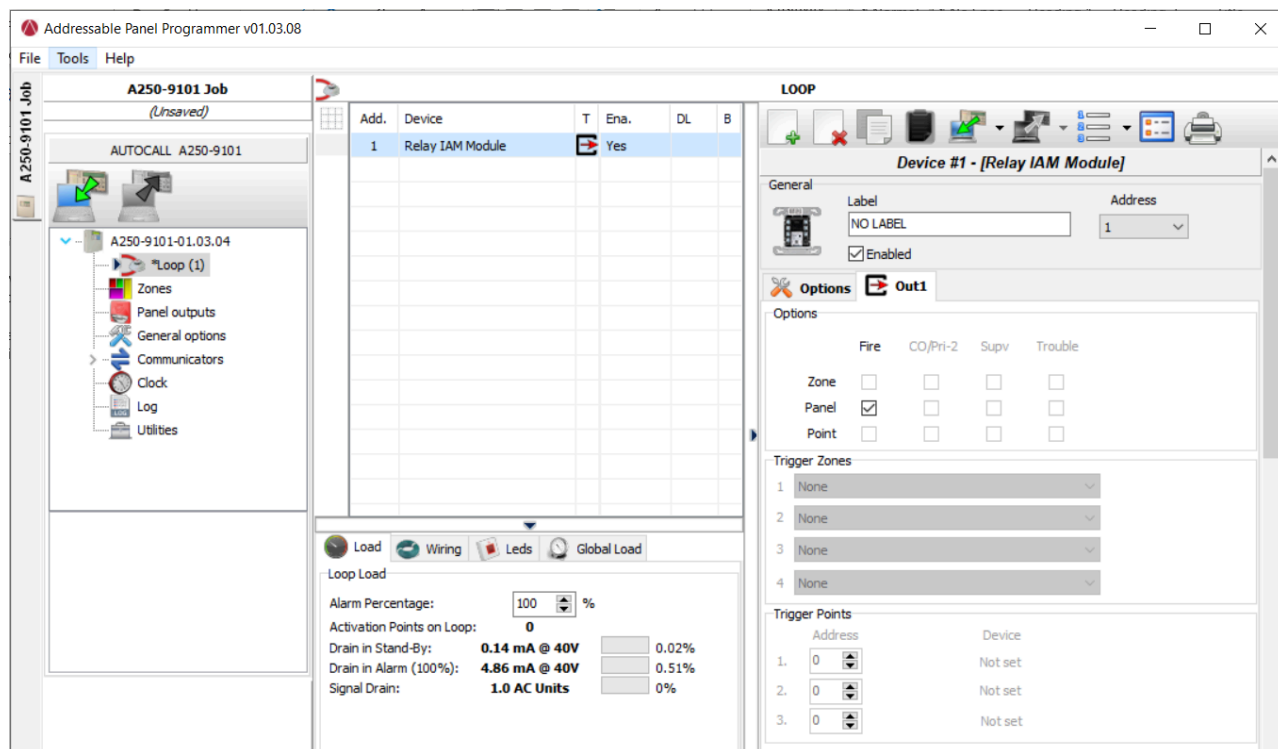 Addressable Panel Programmer v01.03.08
File Tools Help
A250-9101 Job
A250-9101 Job
(Unsaved)
AUTOCALL A250-9101
A250-9101-01.03.04
*Loop (1)
Zones
Panel outputs
General options
Communicators
Clock
LOG
Log
Utilities
LOOP
Add. Device T Ena. DL B
1 Relay IAM Module Yes
Load Wiring Leds Global Load
Loop Load
Alarm Percentage: 100 %
Activation Points on Loop: 0
Drain in Stand-By: 0.14 mA @ 40V 0.02%
Drain in Alarm (100%): 4.86 mA @ 40V 0.51%
Signal Drain: 1.0 AC Units 0%
Device #1 - [Relay IAM Module]
General
Label Address
NO LABEL 1
Enabled
Options Out1
Options
Fire CO/Pri-2 Supv Trouble
Zone
Panel
Point
Trigger Zones
1 None
2 None
3 None
4 None
Trigger Points
Address Device
1. 0 Not set
2. 0 Not set
3. 0 Not set